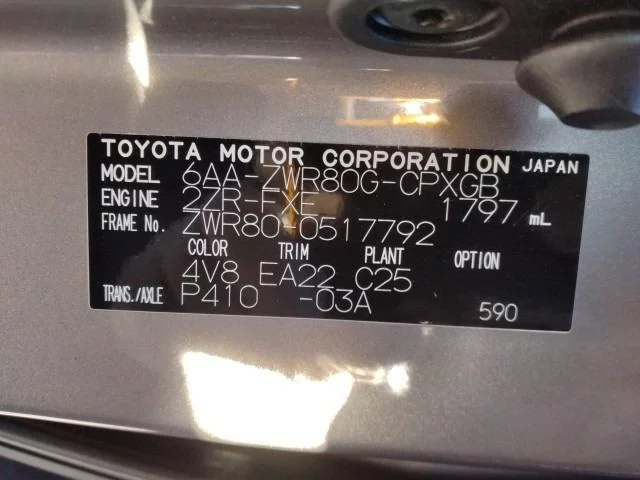 TOYOTA MOTOR CORPORATION JAPAN
MODEL 6AA-ZWR80G-CPXGB
ENGINE 2ZR-FXE 1797 mL
FRAME No. ZWR80-0517792
COLOR TRIM PLANT OPTION
4V8 EA22 C25
TRANS./AXLE P410 -03A 590